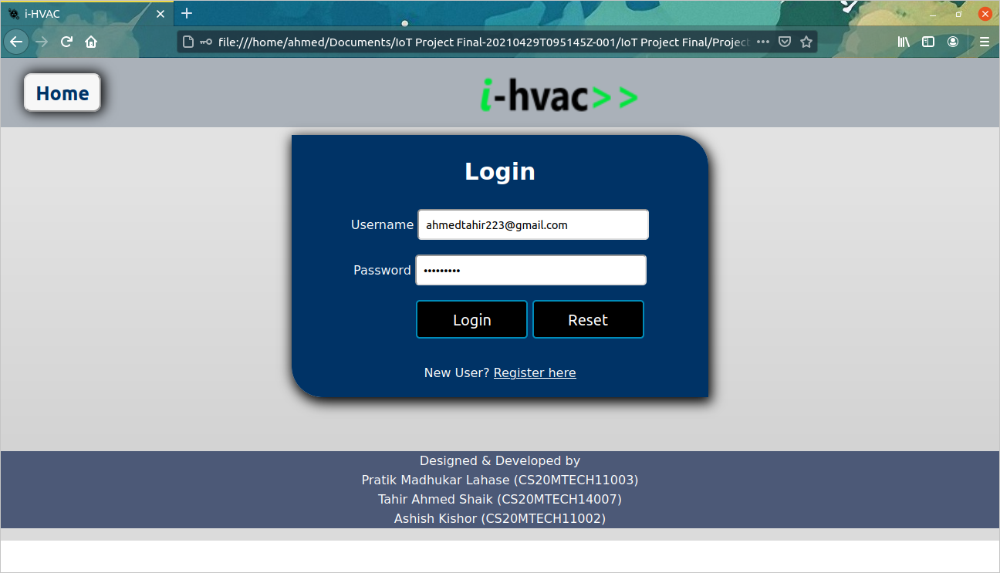 i-HVAC
file:///home/ahmed/Documents/IoT Project Final-20210429T095145Z-001/IoT Project Final/Project
Home
i-hvac>>
Login
Username ahmedtahir223@gmail.com
Password •••••••••
Login Reset
New User? Register here
Designed & Developed by
Pratik Madhukar Lahase (CS20MTECH11003)
Tahir Ahmed Shaik (CS20MTECH14007)
Ashish Kishor (CS20MTECH11002)